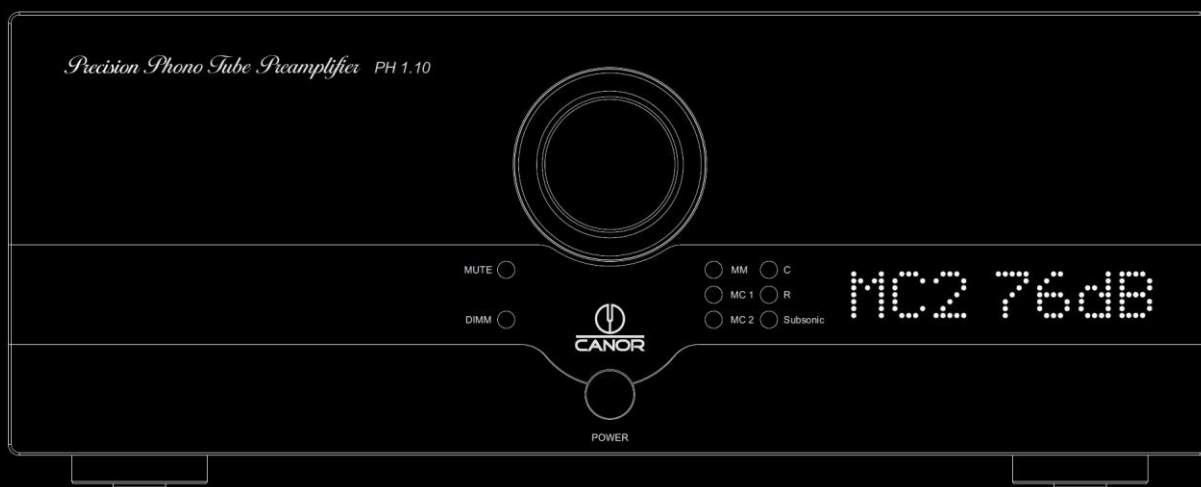 Precision Phono Tube Preamplifier PH 1.10
MUTE
DIMM
CANOR
MM C
MC 1 R
MC 2 Subsonic
MC2 76dB
POWER